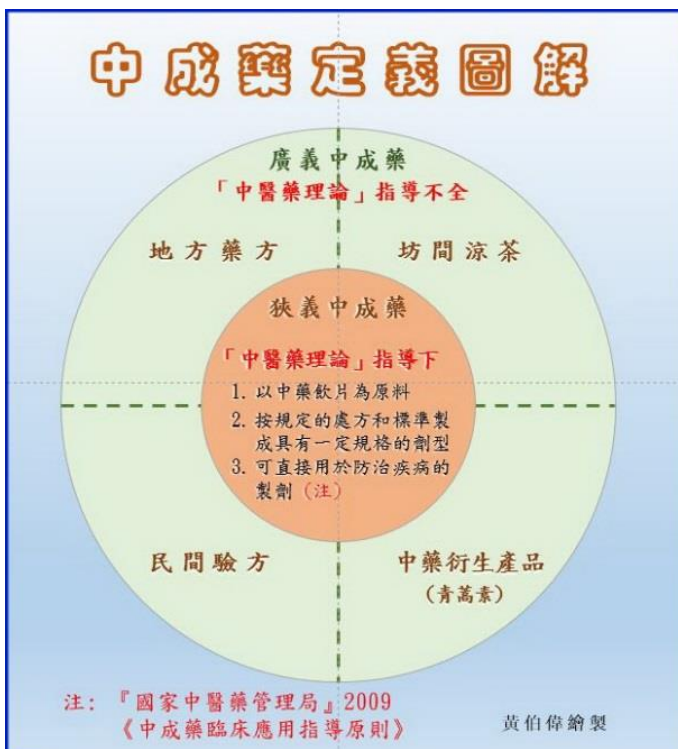 中成藥定義圖解
廣義中成藥
「中醫藥理論」指導不全
地方藥方
坊間涼茶
狹義中成藥
「中醫藥理論」指導下
1. 以中藥飲片為原料
2. 按規定的處方和標準製
成具有一定規格的劑型
3. 可直接用於防治疾病的
製劑（注）
民間驗方
中藥衍生產品
(青蒿素)
注：『國家中醫藥管理局』2009
《中成藥臨床應用指導原則》
黃伯偉繪製